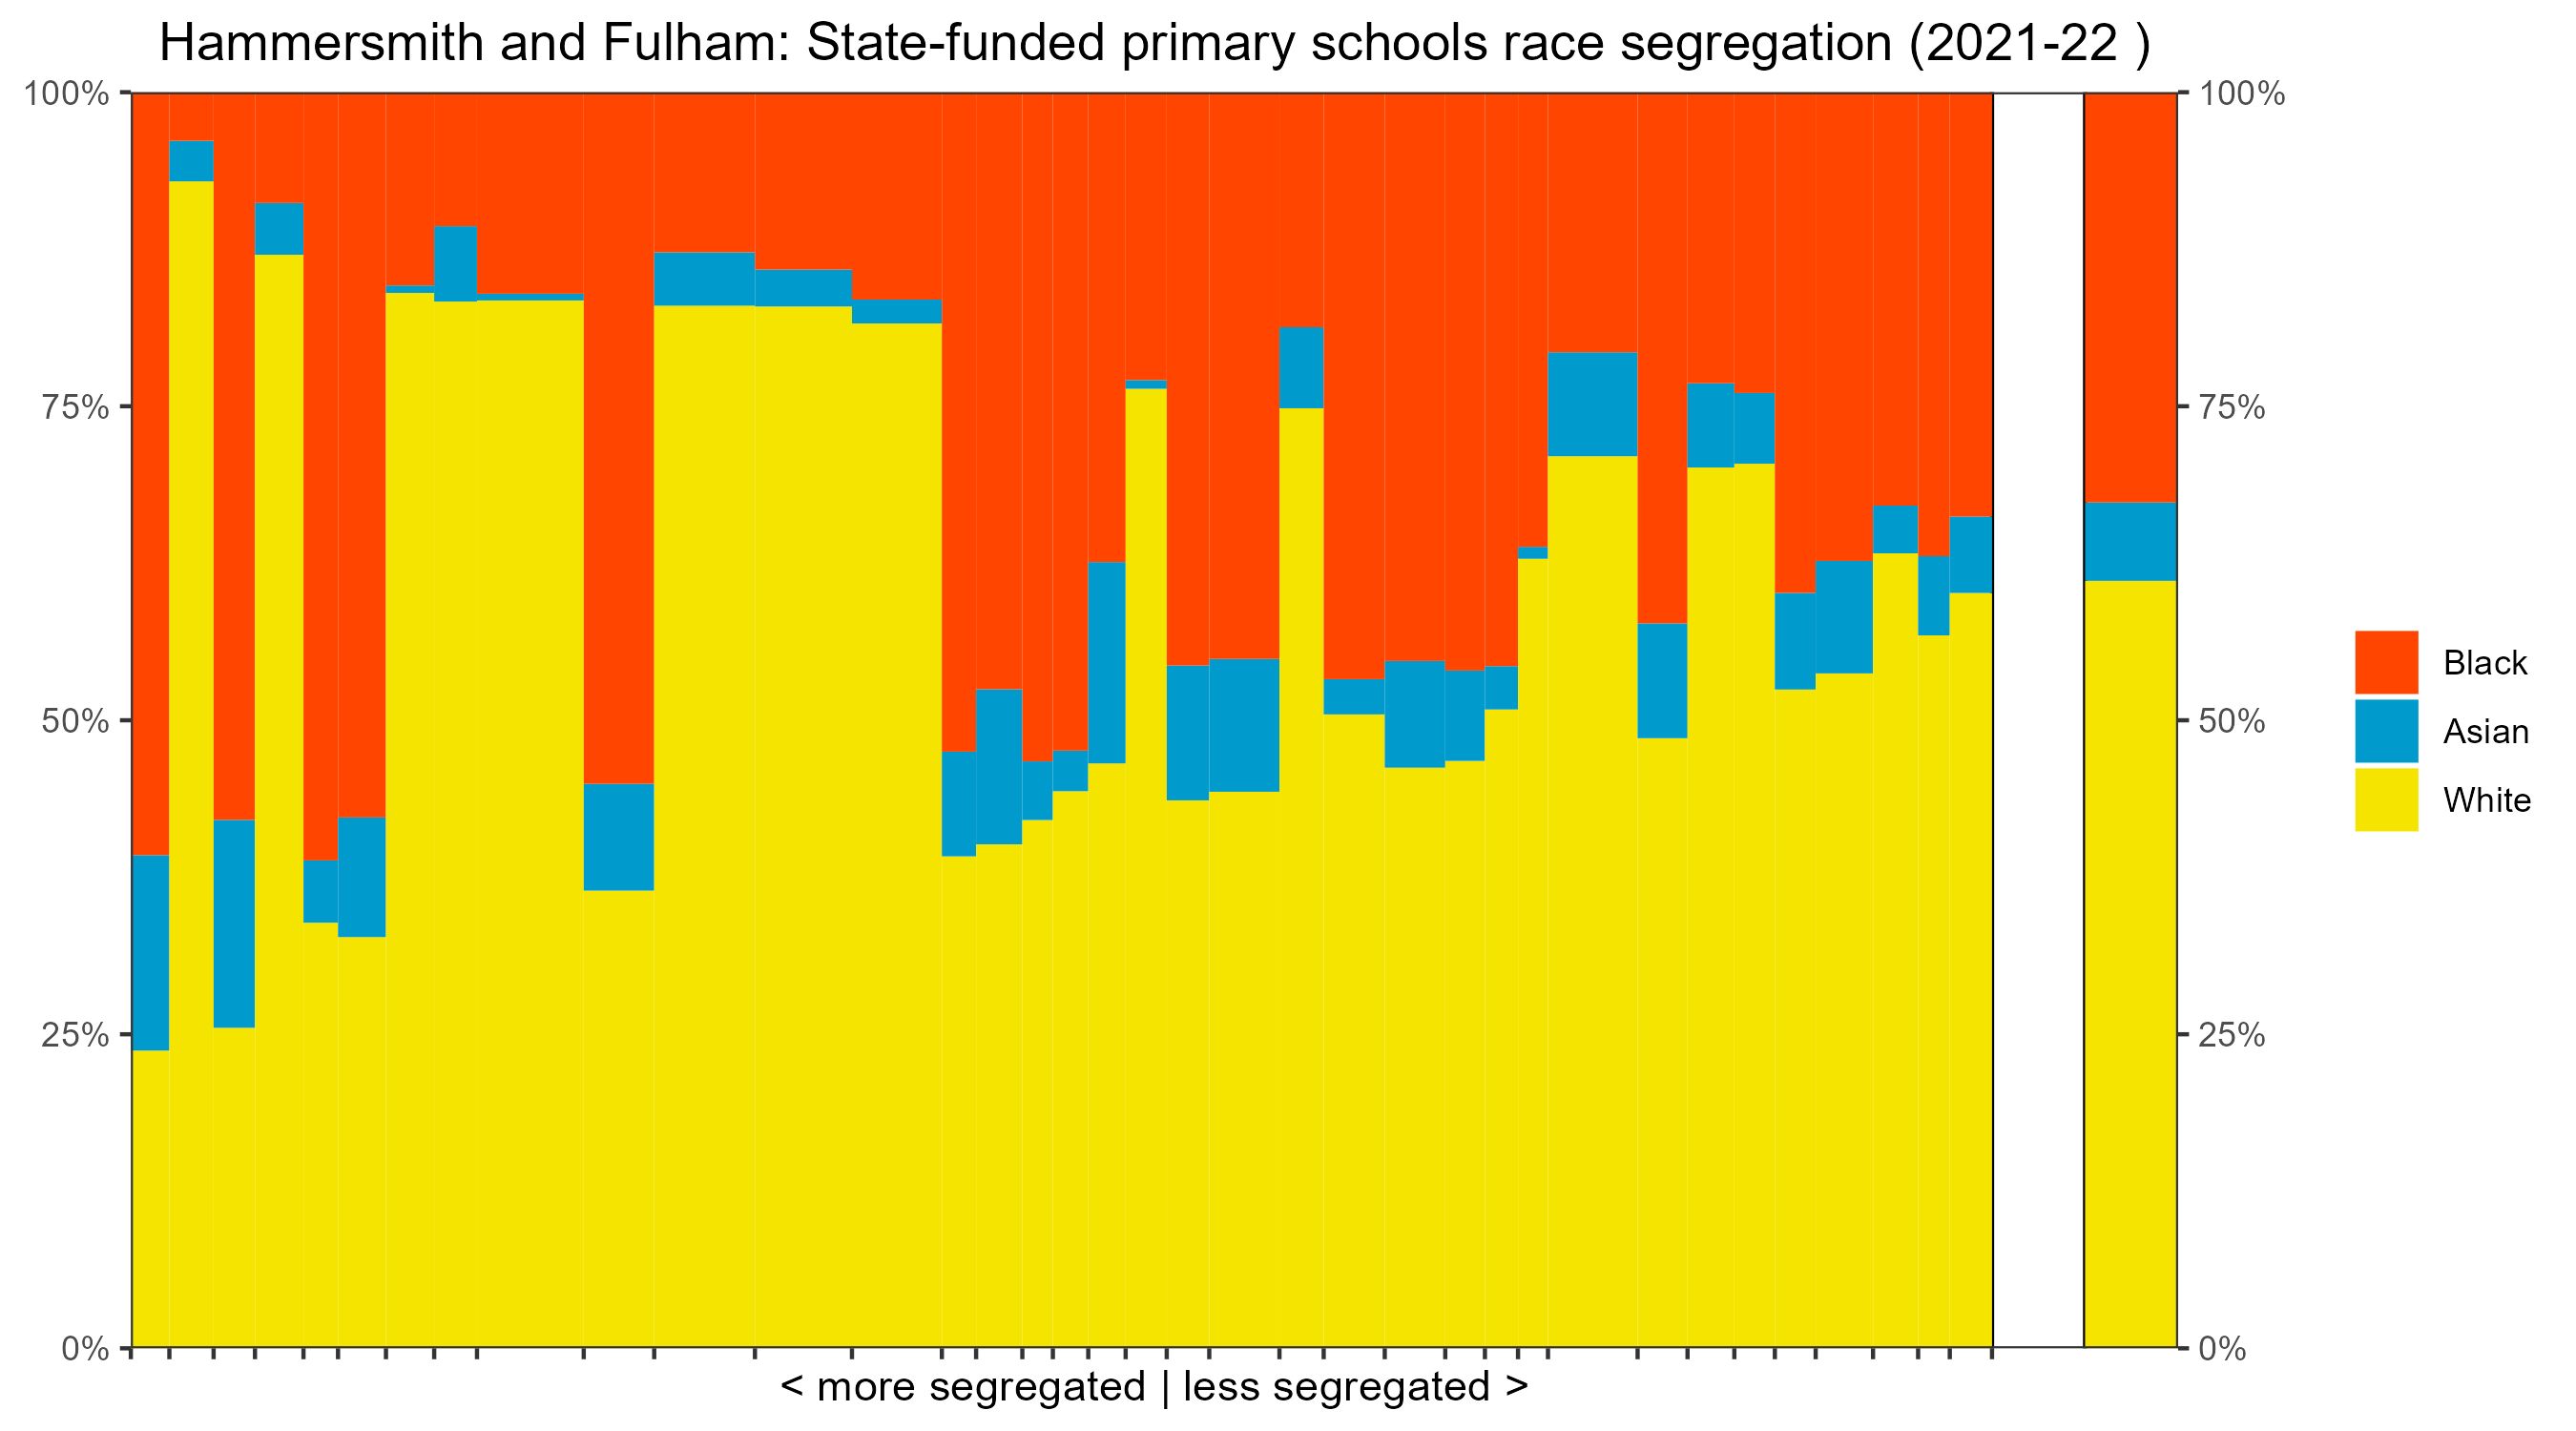 Hammersmith and Fulham: State-funded primary schools race segregation (2021-22 )
100%
75%
50%
25%
0%
100%
75%
50%
25%
0%
Black
Asian
White
< more segregated | less segregated >